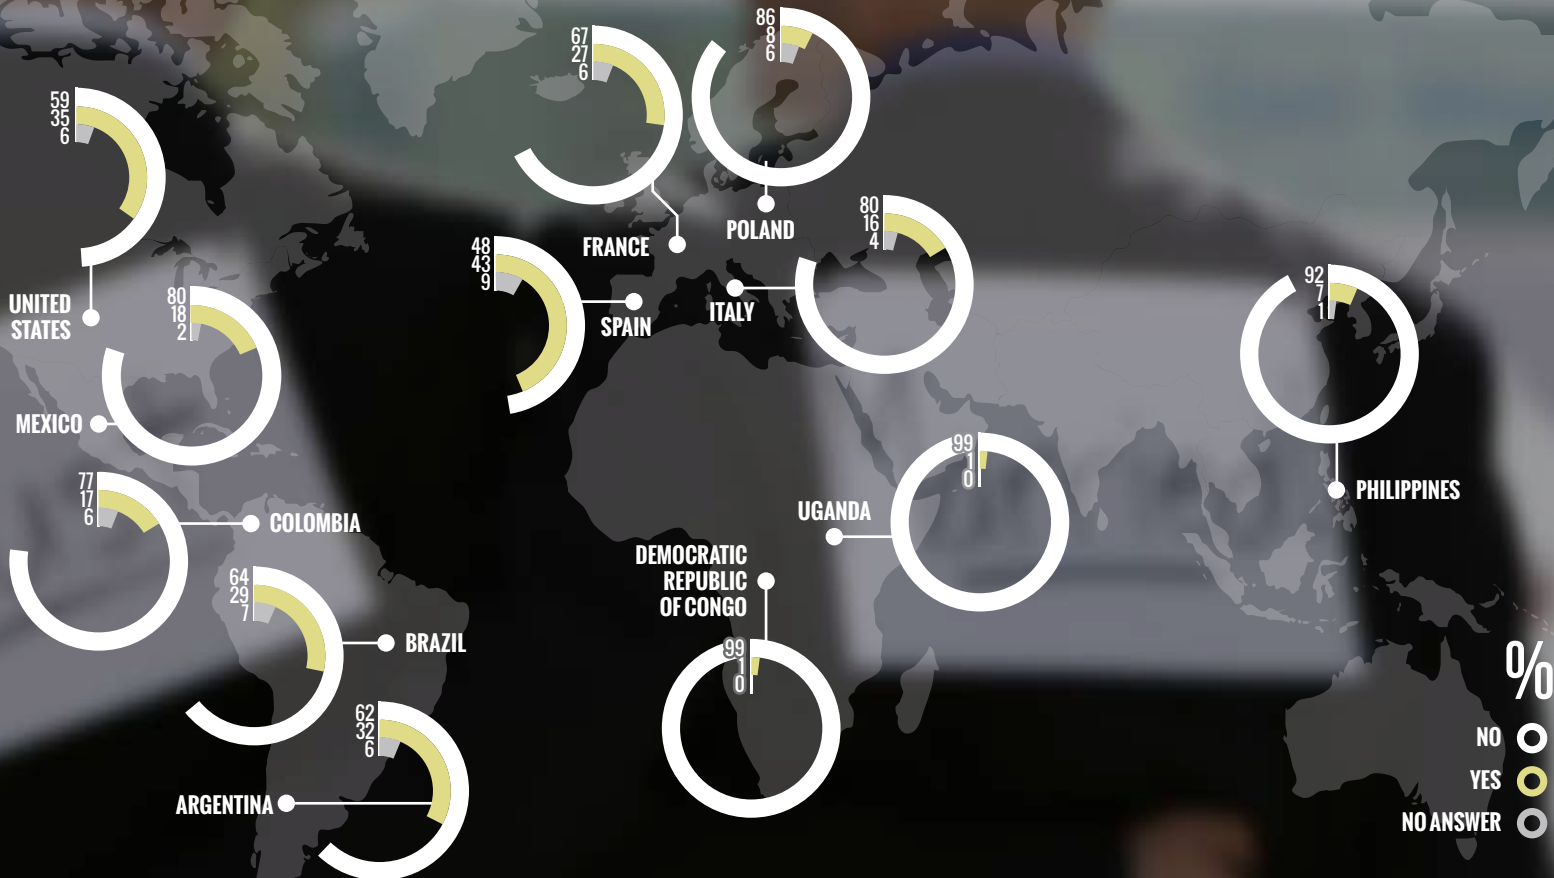 86
8
6
POLAND
67
27
6
FRANCE
59
35
6
UNITED
STATES
80
16
4
ITALY
48
43
9
SPAIN
92
7
1
PHILIPPINES
80
18
2
MEXICO
99
1
0
UGANDA
77
17
6
COLOMBIA
DEMOCRATIC
REPUBLIC
OF CONGO
99
1
0
64
29
7
BRAZIL
62
32
6
ARGENTINA
%
NO
YES
NO ANSWER